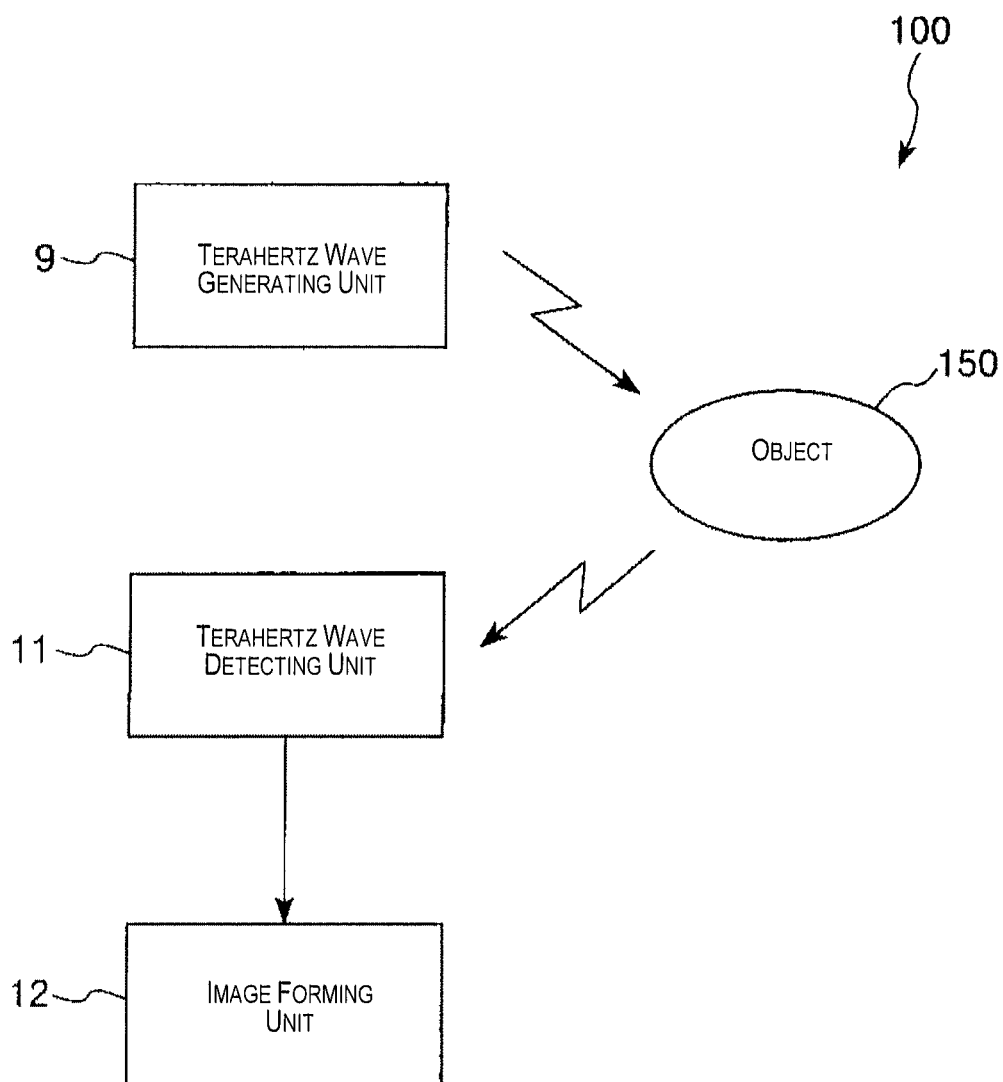 100
9
TERAHERTZ WAVE
GENERATING UNIT
150
OBJECT
11
TERAHERTZ WAVE
DETECTING UNIT
12
IMAGE FORMING
UNIT